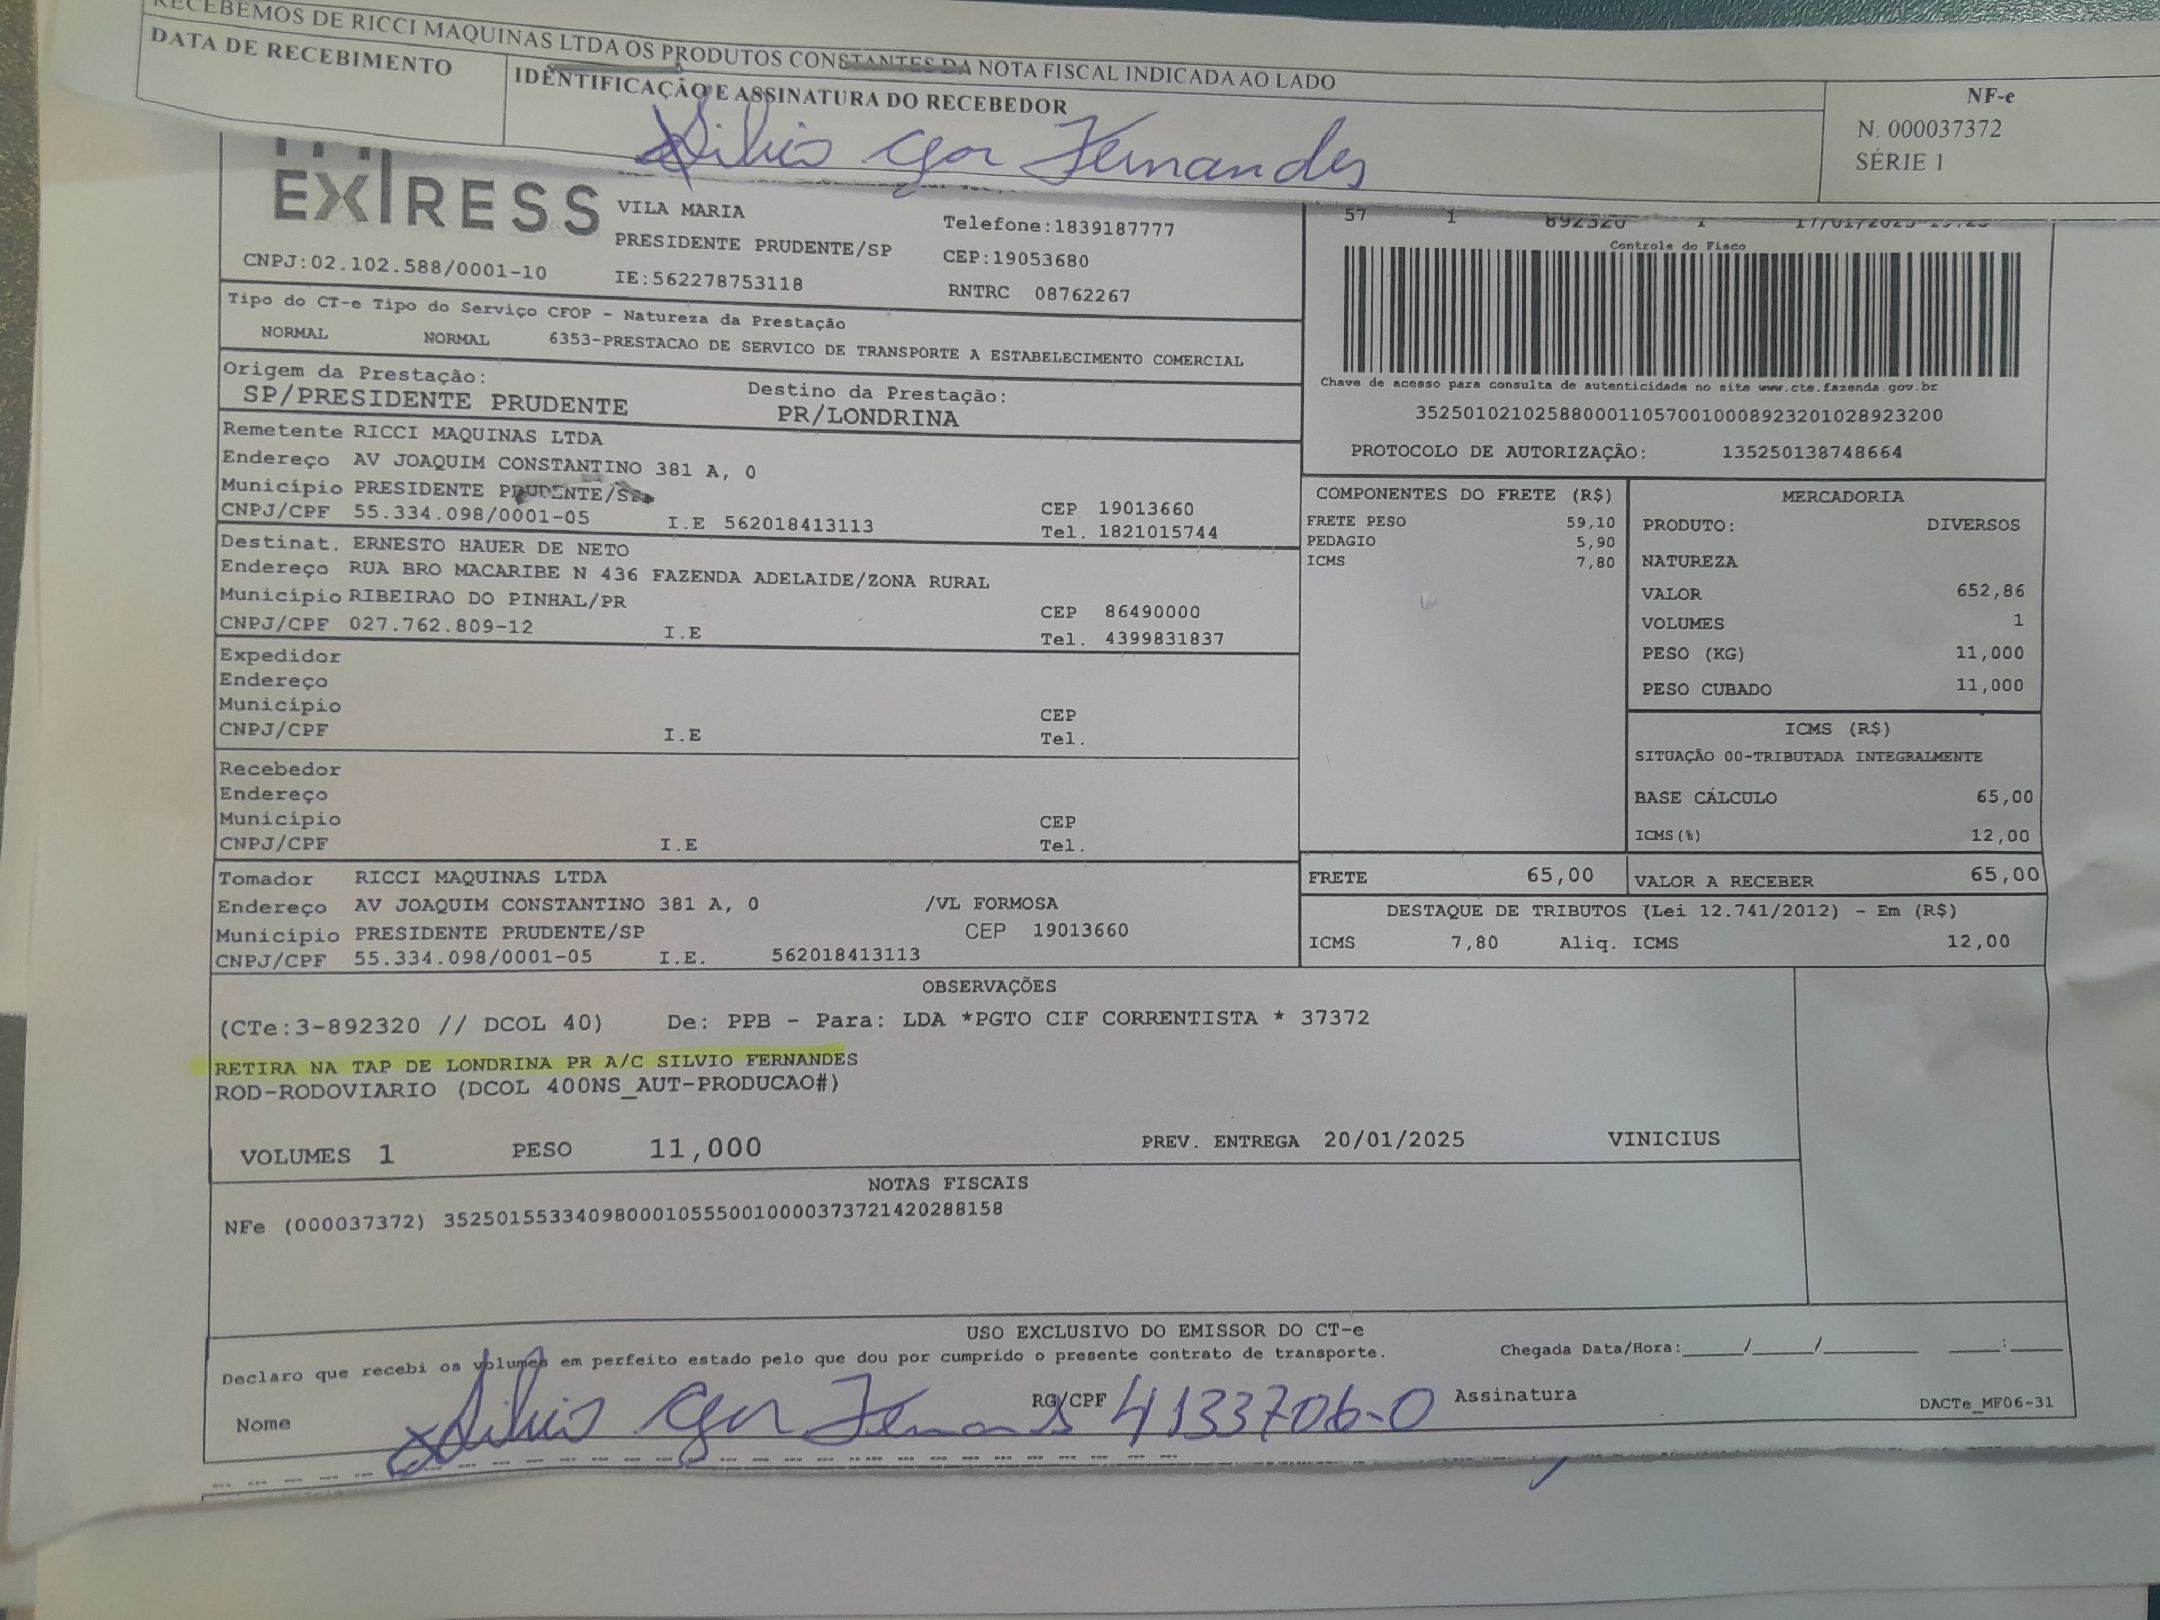 RECEBEMOS DE RICCI MAQUINAS LTDA OS PRODUTOS CONSTANTES DA NOTA FISCAL INDICADA AO LADO
DATA DE RECEBIMENTO
IDENTIFICAÇÃO E ASSINATURA DO RECEBEDOR
Silvio Igor Fernandes
NF-e
N. 000037372
SÉRIE 1
EXPRESS
VILA MARIA
PRESIDENTE PRUDENTE/SP
CNPJ:02.102.588/0001-10
IE:562278753118
Telefone:1839187777
CEP:19053680
RNTRC 08762267
57 1 892320 1
Controle do Fisco
Chave de acesso para consulta de autenticidade no site www.cte.fazenda.gov.br
35250102102588000110570010008923201028923200
PROTOCOLO DE AUTORIZAÇÃO: 135250138748664
Tipo do CT-e Tipo do Serviço CFOP - Natureza da Prestação
NORMAL NORMAL 6353-PRESTACAO DE SERVICO DE TRANSPORTE A ESTABELECIMENTO COMERCIAL
Origem da Prestação: Destino da Prestação:
SP/PRESIDENTE PRUDENTE PR/LONDRINA
Remetente RICCI MAQUINAS LTDA
Endereço AV JOAQUIM CONSTANTINO 381 A, 0
Município PRESIDENTE PRUDENTE/SP CEP 19013660
CNPJ/CPF 55.334.098/0001-05 I.E 562018413113 Tel. 1821015744
Destinat. ERNESTO HAUER DE NETO
Endereço RUA BRO MACARIBE N 436 FAZENDA ADELAIDE/ZONA RURAL
Município RIBEIRAO DO PINHAL/PR CEP 86490000
CNPJ/CPF 027.762.809-12 I.E Tel. 4399831837
Expedidor
Endereço
Município CEP
CNPJ/CPF I.E Tel.
Recebedor
Endereço
Município CEP
CNPJ/CPF I.E Tel.
Tomador RICCI MAQUINAS LTDA
Endereço AV JOAQUIM CONSTANTINO 381 A, 0 /VL FORMOSA
Município PRESIDENTE PRUDENTE/SP CEP 19013660
CNPJ/CPF 55.334.098/0001-05 I.E. 562018413113
COMPONENTES DO FRETE (R$)
FRETE PESO 59,10
PEDAGIO 5,90
ICMS 7,80
MERCADORIA
PRODUTO: DIVERSOS
NATUREZA
VALOR 652,86
VOLUMES 1
PESO (KG) 11,000
PESO CUBADO 11,000
ICMS (R$)
SITUAÇÃO 00-TRIBUTADA INTEGRALMENTE
BASE CÁLCULO 65,00
ICMS(%) 12,00
FRETE 65,00 VALOR A RECEBER 65,00
DESTAQUE DE TRIBUTOS (Lei 12.741/2012) - Em (R$)
ICMS 7,80 Aliq. ICMS 12,00
OBSERVAÇÕES
(CTe:3-892320 // DCOL 40) De: PPB - Para: LDA *PGTO CIF CORRENTISTA * 37372
RETIRA NA TAP DE LONDRINA PR A/C SILVIO FERNANDES
ROD-RODOVIARIO (DCOL 400NS_AUT-PRODUCAO#)
VOLUMES 1 PESO 11,000 PREV. ENTREGA 20/01/2025 VINICIUS
NOTAS FISCAIS
NFe (000037372) 35250155334098000105550010000373721420288158
USO EXCLUSIVO DO EMISSOR DO CT-e
Declaro que recebi os volumes em perfeito estado pelo que dou por cumprido o presente contrato de transporte. Chegada Data/Hora:____/____/______ ____:____
Nome Silvio Igor Fernandes RG/CPF 4133706-0 Assinatura
DACTe_MF06-31